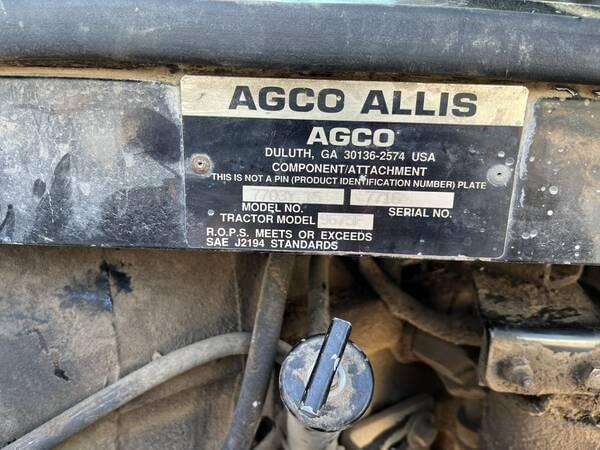 AGCO ALLIS
AGCO
DULUTH, GA 30136-2574 USA
COMPONENT/ATTACHMENT
THIS IS NOT A PIN (PRODUCT IDENTIFICATION NUMBER) PLATE
MODEL NO. SERIAL NO.
TRACTOR MODEL
R.O.P.S. MEETS OR EXCEEDS
SAE J2194 STANDARDS